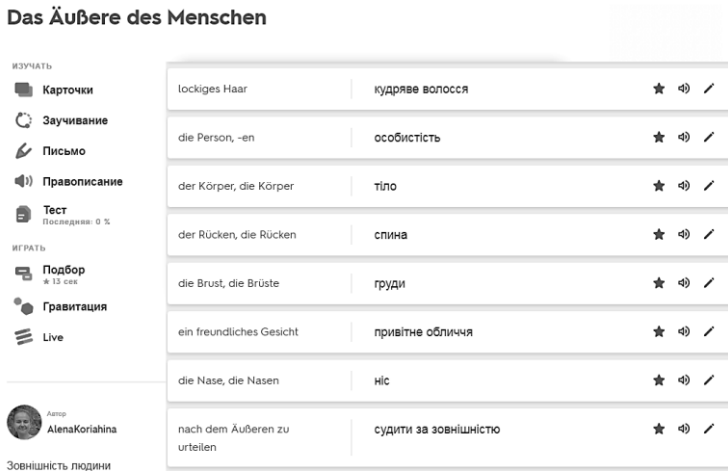 Das Äußere des Menschen
ИЗУЧАТЬ
Карточки
Заучивание
Письмо
Правописание
Тест
Последняя: 0 %
ИГРАТЬ
Подбор
★ 13 сек
Гравитация
Live
Автор
AlenaKoriahina
Зовнішність людини
lockiges Haar кудряве волосся
die Person, -en особистість
der Körper, die Körper тіло
der Rücken, die Rücken спина
die Brust, die Brüste груди
ein freundliches Gesicht привітне обличчя
die Nase, die Nasen ніс
nach dem Äußeren zu судити за зовнішністю
urteilen